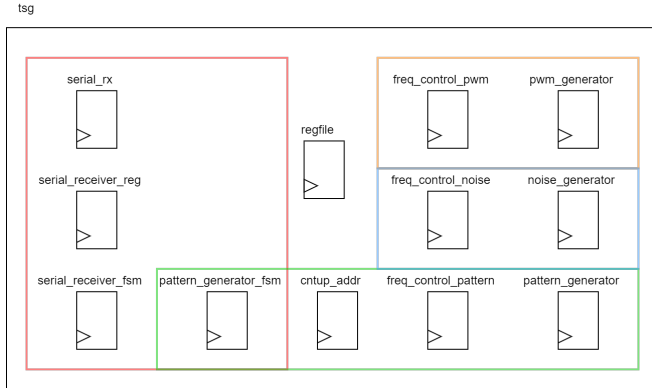 tsg
serial_rx
freq_control_pwm
pwm_generator
regfile
serial_receiver_reg
freq_control_noise
noise_generator
serial_receiver_fsm
pattern_generator_fsm
cntup_addr
freq_control_pattern
pattern_generator